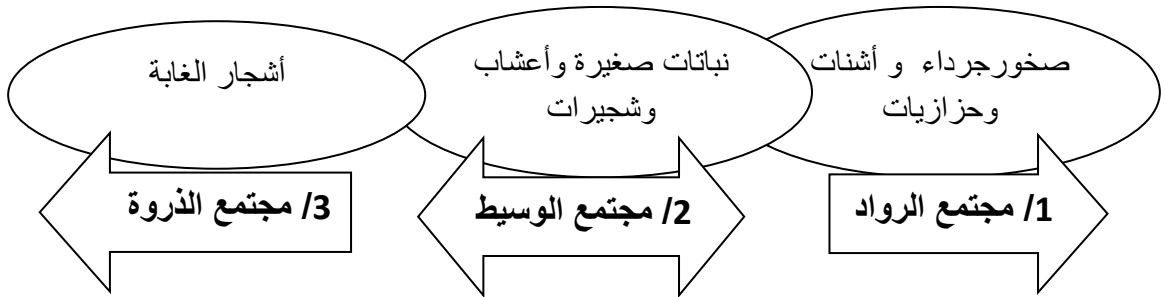 صخورجرداء و أشنات
وحزازيات
نباتات صغيرة وأعشاب
وشجيرات
أشجار الغابة
1/ مجتمع الرواد
2/ مجتمع الوسيط
3/ مجتمع الذروة